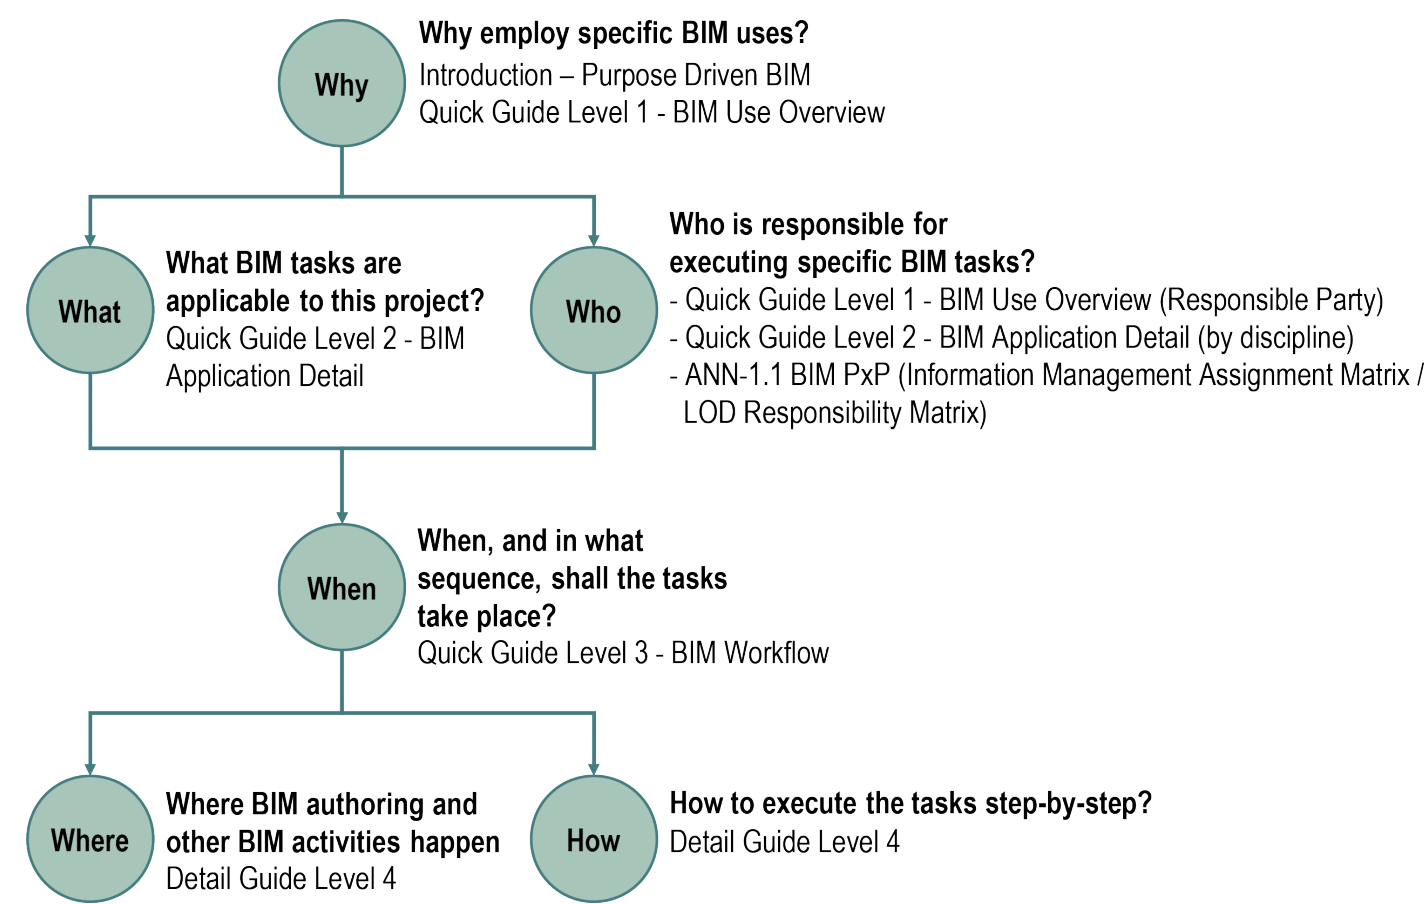 Why
Why employ specific BIM uses?
Introduction – Purpose Driven BIM
Quick Guide Level 1 - BIM Use Overview
What
What BIM tasks are
applicable to this project?
Quick Guide Level 2 - BIM
Application Detail
Who
Who is responsible for
executing specific BIM tasks?
- Quick Guide Level 1 - BIM Use Overview (Responsible Party)
- Quick Guide Level 2 - BIM Application Detail (by discipline)
- ANN-1.1 BIM PxP (Information Management Assignment Matrix /
LOD Responsibility Matrix)
When
When, and in what
sequence, shall the tasks
take place?
Quick Guide Level 3 - BIM Workflow
Where
Where BIM authoring and
other BIM activities happen
Detail Guide Level 4
How
How to execute the tasks step-by-step?
Detail Guide Level 4